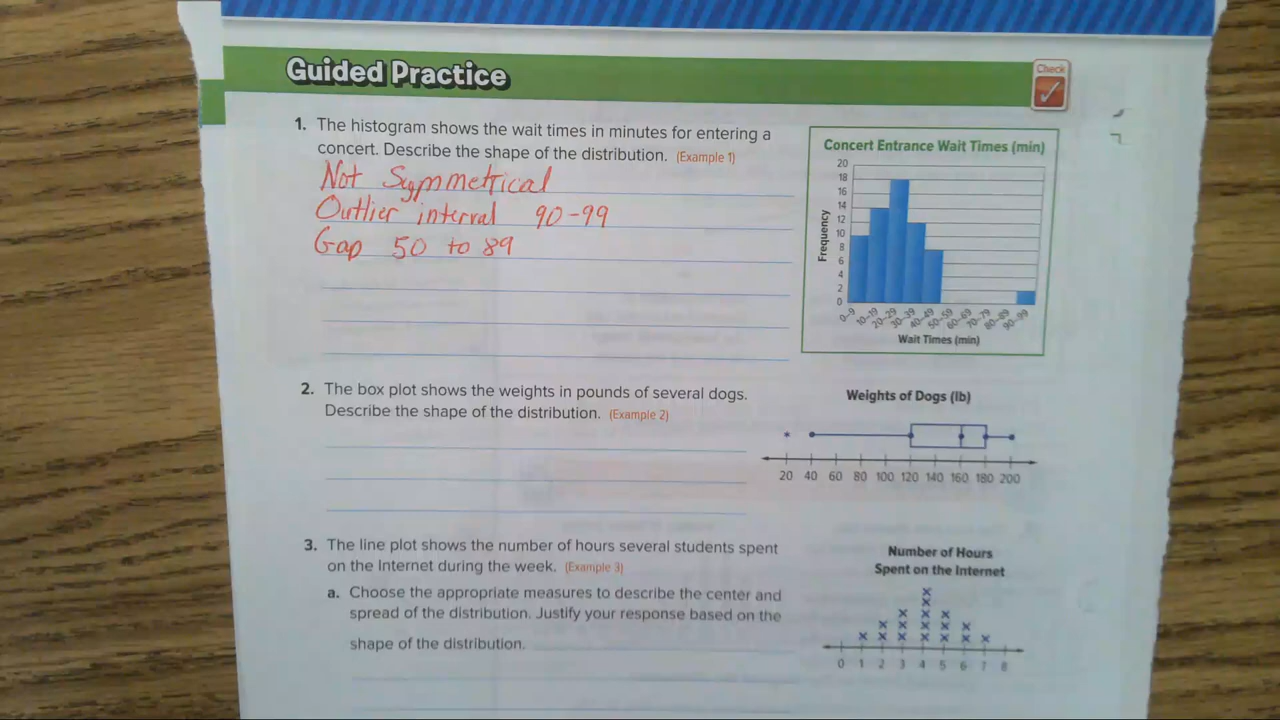 Guided Practice
Check
1. The histogram shows the wait times in minutes for entering a
concert. Describe the shape of the distribution. (Example 1)
Not Symmetrical
Outlier interval 90-99
Gap 50 to 89
Concert Entrance Wait Times (min)
Frequency
20
18
16
14
12
10
8
6
4
2
0
0–9 10–19 20–29 30–39 40–49 50–59 60–69 70–79 80–89 90–99
Wait Times (min)
2. The box plot shows the weights in pounds of several dogs.
Describe the shape of the distribution. (Example 2)
Weights of Dogs (lb)
20 40 60 80 100 120 140 160 180 200
3. The line plot shows the number of hours several students spent
on the Internet during the week. (Example 3)
a. Choose the appropriate measures to describe the center and
spread of the distribution. Justify your response based on the
shape of the distribution.
Number of Hours
Spent on the Internet
0 1 2 3 4 5 6 7 8